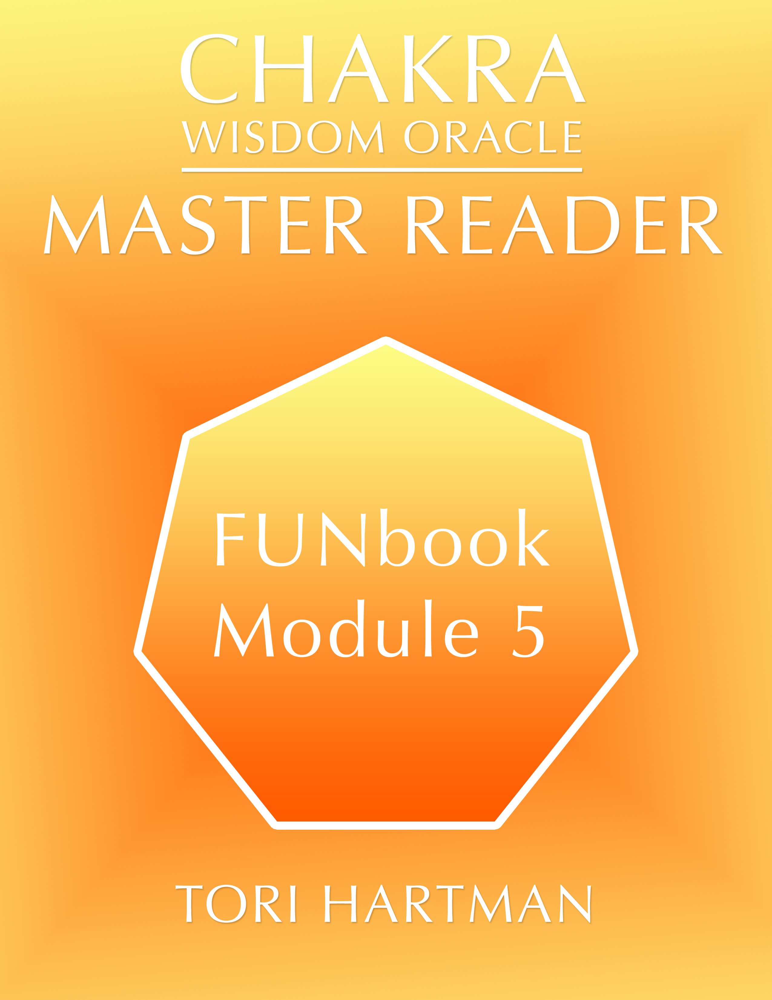 CHAKRA
WISDOM ORACLE
MASTER READER
FUNbook
Module 5
TORI HARTMAN